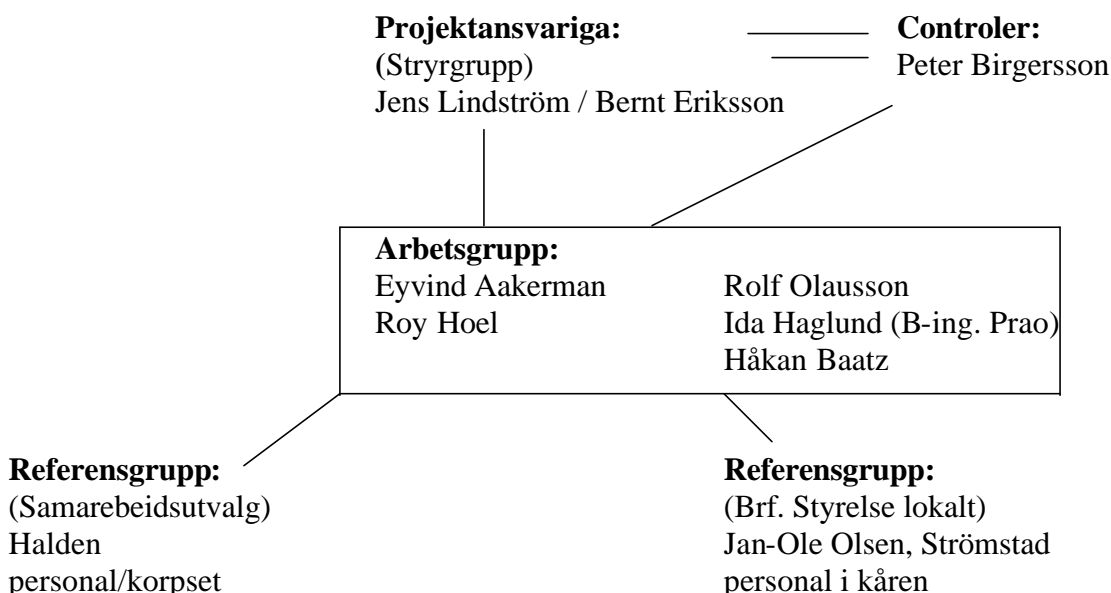 Projektansvariga:
(Stryrgrupp)
Jens Lindström / Bernt Eriksson
Controler:
Peter Birgersson
Arbetsgrupp:
Eyvind Aakerman
Roy Hoel
Rolf Olausson
Ida Haglund (B-ing. Prao)
Håkan Baatz
Referensgrupp:
(Samarebeidsutvalg)
Halden
personal/korpset
Referensgrupp:
(Brf. Styrelse lokalt)
Jan-Ole Olsen, Strömstad
personal i kåren